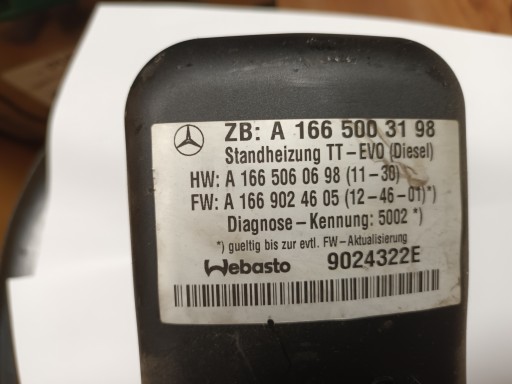 ZB: A 166 500 31 98
Standheizung TT-EVO (Diesel)
HW: A 166 506 06 98 (11-30)
FW: A 166 902 46 05 (12-46-01)*)
Diagnose-Kennung: 5002 *)
*) gueltig bis zur evtl. FW-Aktualisierung
Webasto 9024322E